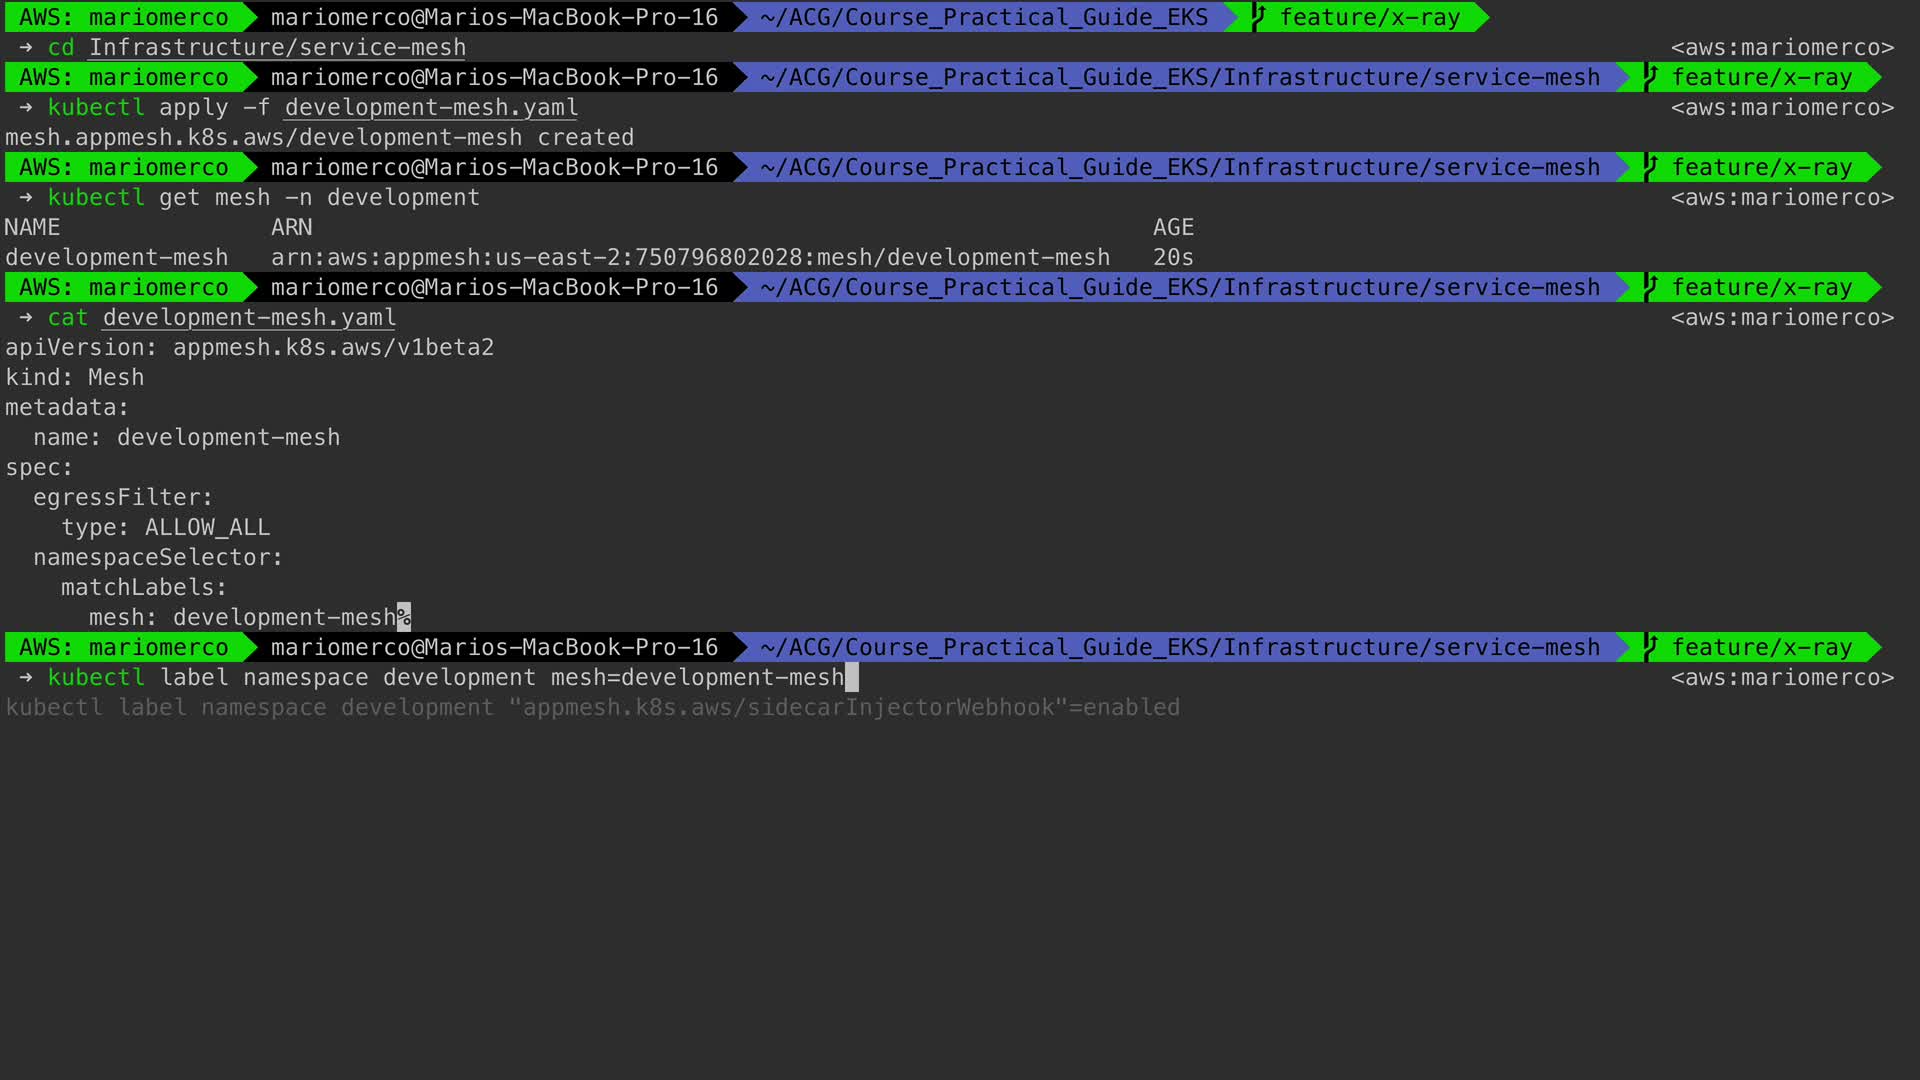 AWS: mariomerco mariomerco@Marios-MacBook-Pro-16 ~/ACG/Course_Practical_Guide_EKS feature/x-ray
→ cd Infrastructure/service-mesh <aws:mariomerco>
AWS: mariomerco mariomerco@Marios-MacBook-Pro-16 ~/ACG/Course_Practical_Guide_EKS/Infrastructure/service-mesh feature/x-ray
→ kubectl apply -f development-mesh.yaml <aws:mariomerco>
mesh.appmesh.k8s.aws/development-mesh created
AWS: mariomerco mariomerco@Marios-MacBook-Pro-16 ~/ACG/Course_Practical_Guide_EKS/Infrastructure/service-mesh feature/x-ray
→ kubectl get mesh -n development <aws:mariomerco>
NAME ARN AGE
development-mesh arn:aws:appmesh:us-east-2:750796802028:mesh/development-mesh 20s
AWS: mariomerco mariomerco@Marios-MacBook-Pro-16 ~/ACG/Course_Practical_Guide_EKS/Infrastructure/service-mesh feature/x-ray
→ cat development-mesh.yaml <aws:mariomerco>
apiVersion: appmesh.k8s.aws/v1beta2
kind: Mesh
metadata:
  name: development-mesh
spec:
  egressFilter:
    type: ALLOW_ALL
  namespaceSelector:
    matchLabels:
      mesh: development-mesh%
AWS: mariomerco mariomerco@Marios-MacBook-Pro-16 ~/ACG/Course_Practical_Guide_EKS/Infrastructure/service-mesh feature/x-ray
→ kubectl label namespace development mesh=development-mesh <aws:mariomerco>
kubectl label namespace development "appmesh.k8s.aws/sidecarInjectorWebhook"=enabled